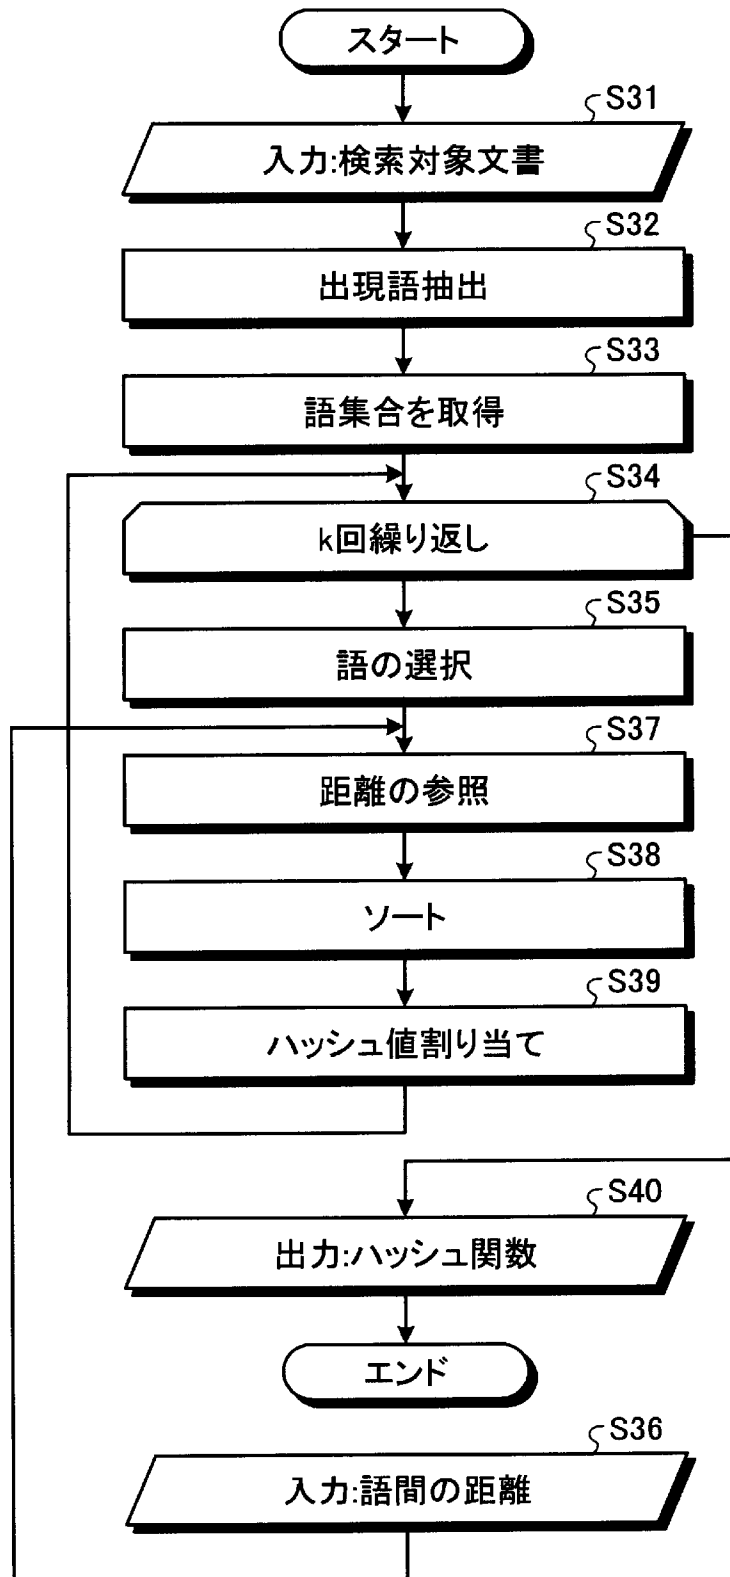 スタート
S31
入力:検索対象文書
S32
出現語抽出
S33
語集合を取得
S34
k回繰り返し
S35
語の選択
S37
距離の参照
S38
ソート
S39
ハッシュ値割り当て
S40
出力:ハッシュ関数
エンド
S36
入力:語間の距離